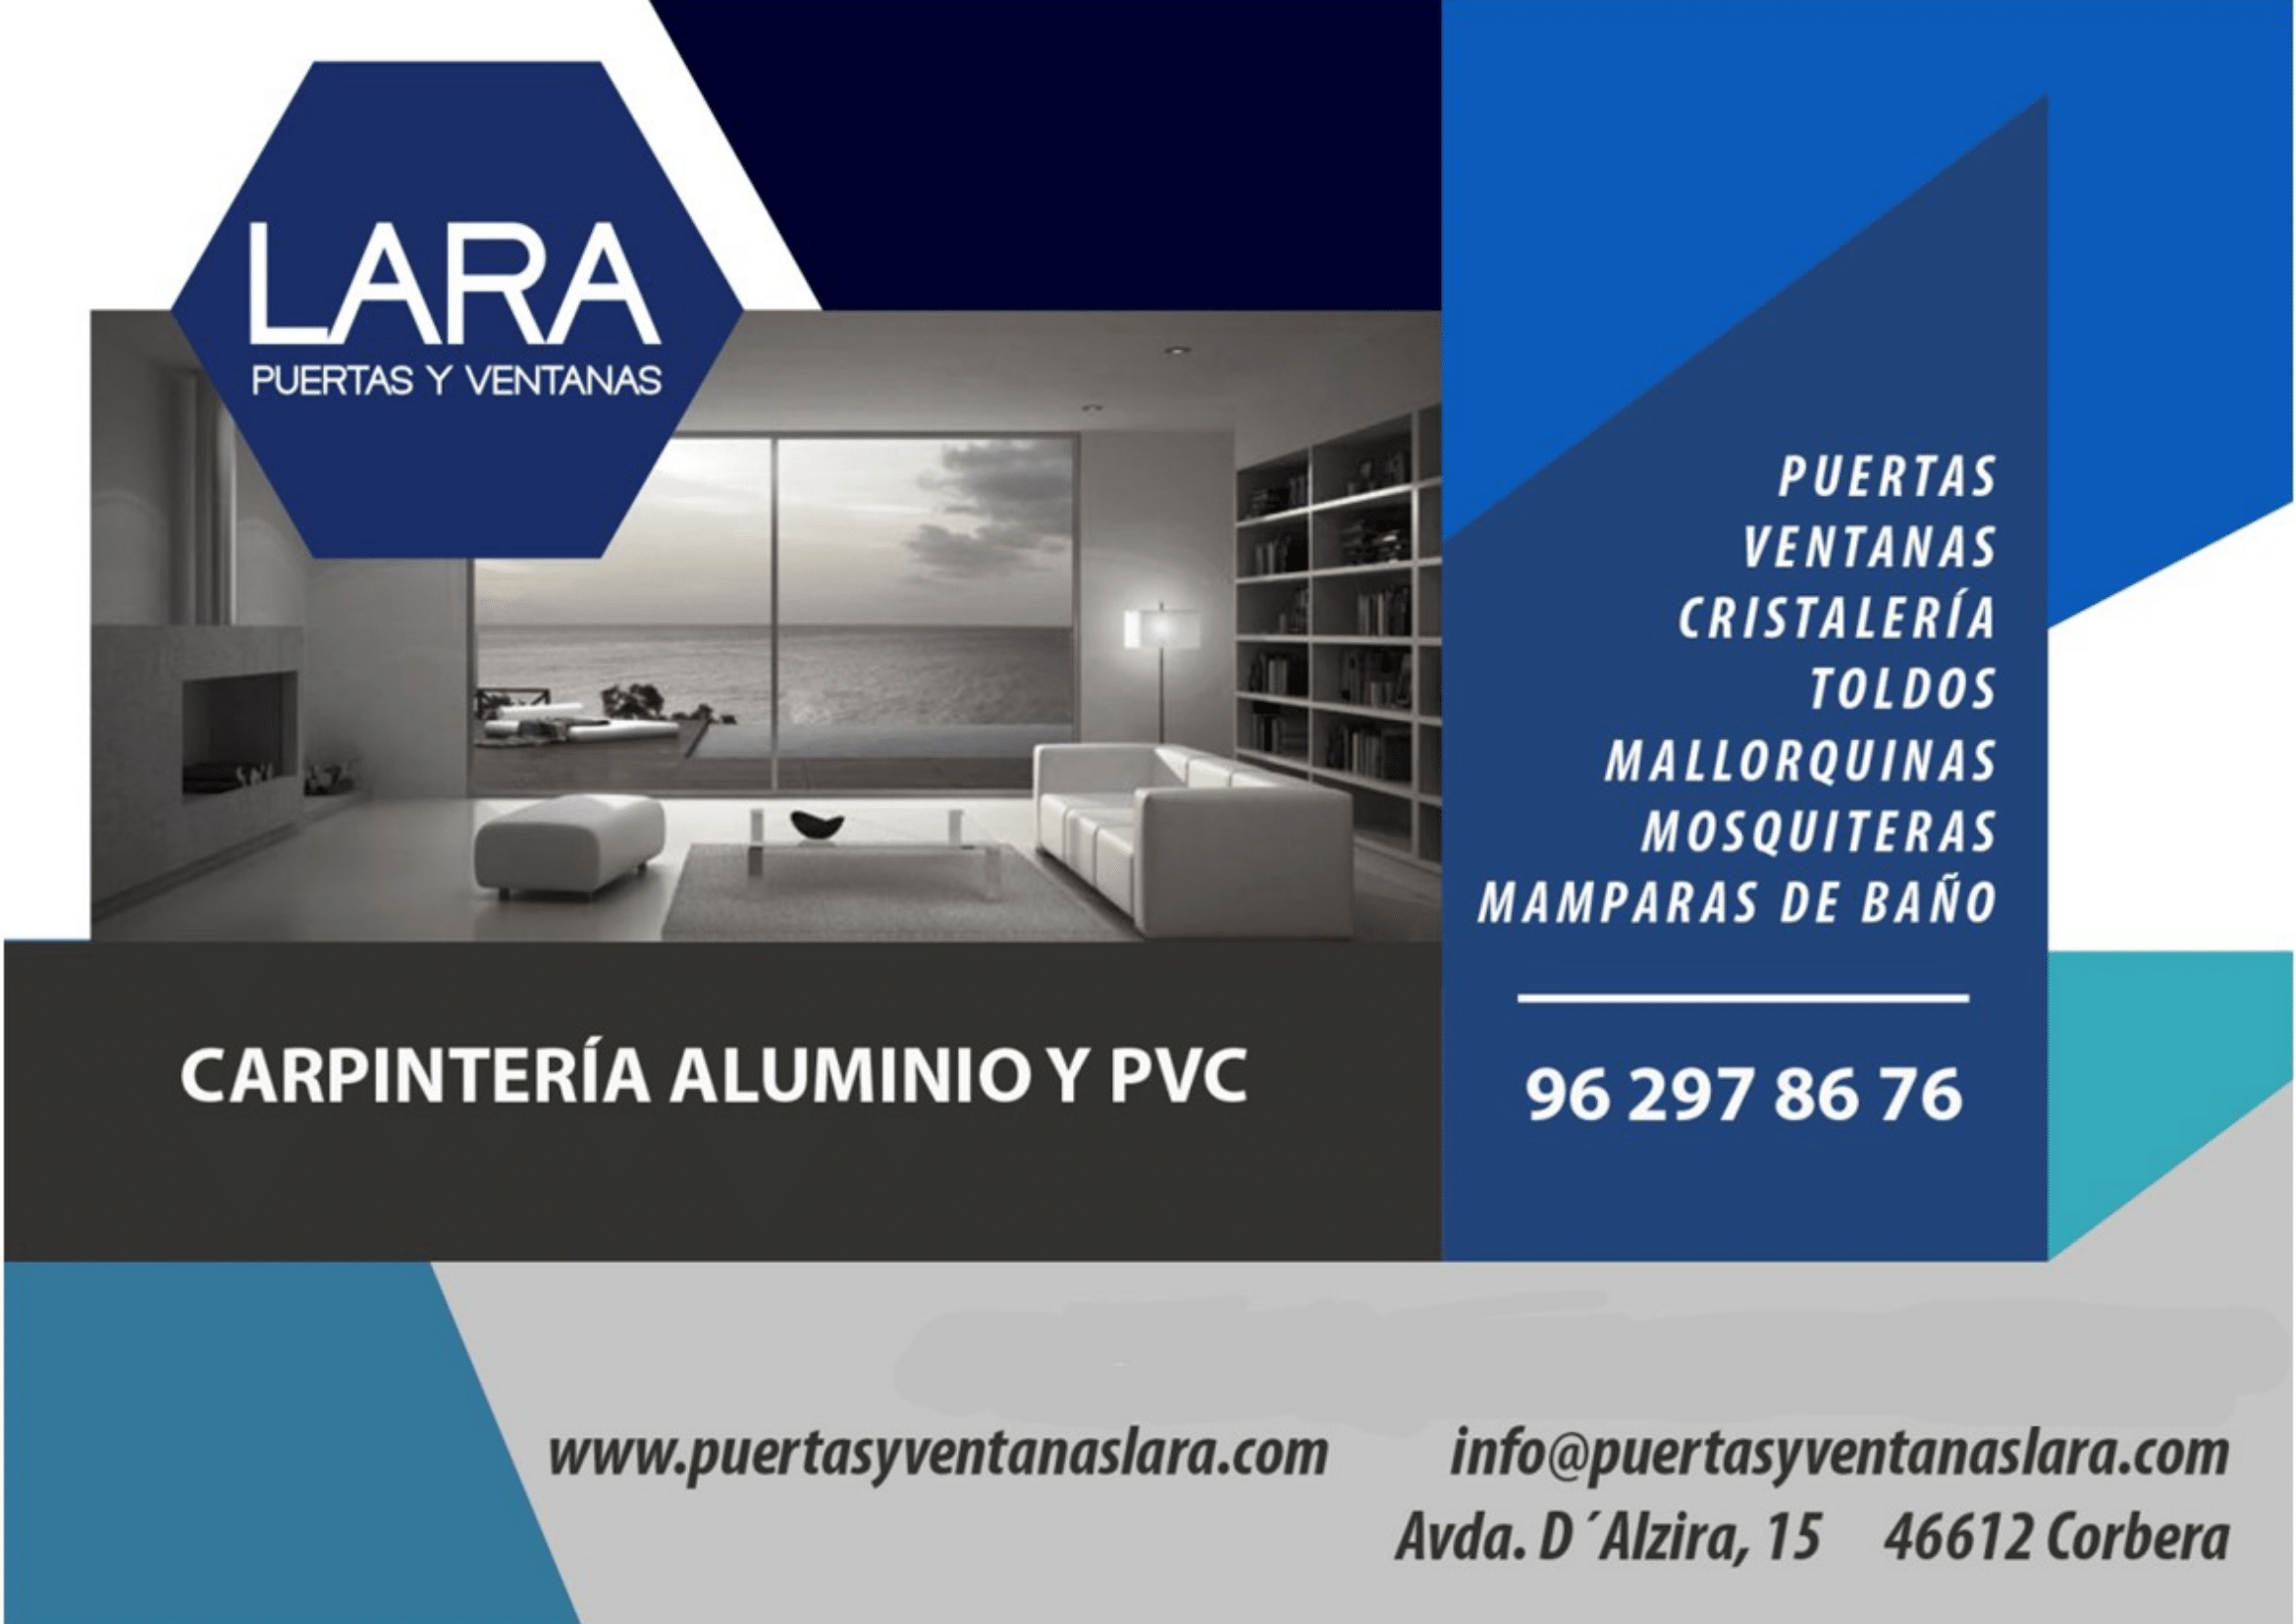 LARA
PUERTAS Y VENTANAS
PUERTAS
VENTANAS
CRISTALERÍA
TOLDOS
MALLORQUINAS
MOSQUITERAS
MAMPARAS DE BAÑO
CARPINTERÍA ALUMINIO Y PVC
96 297 86 76
www.puertasyventanaslara.com info@puertasyventanaslara.com
Avda. D´Alzira, 15 46612 Corbera